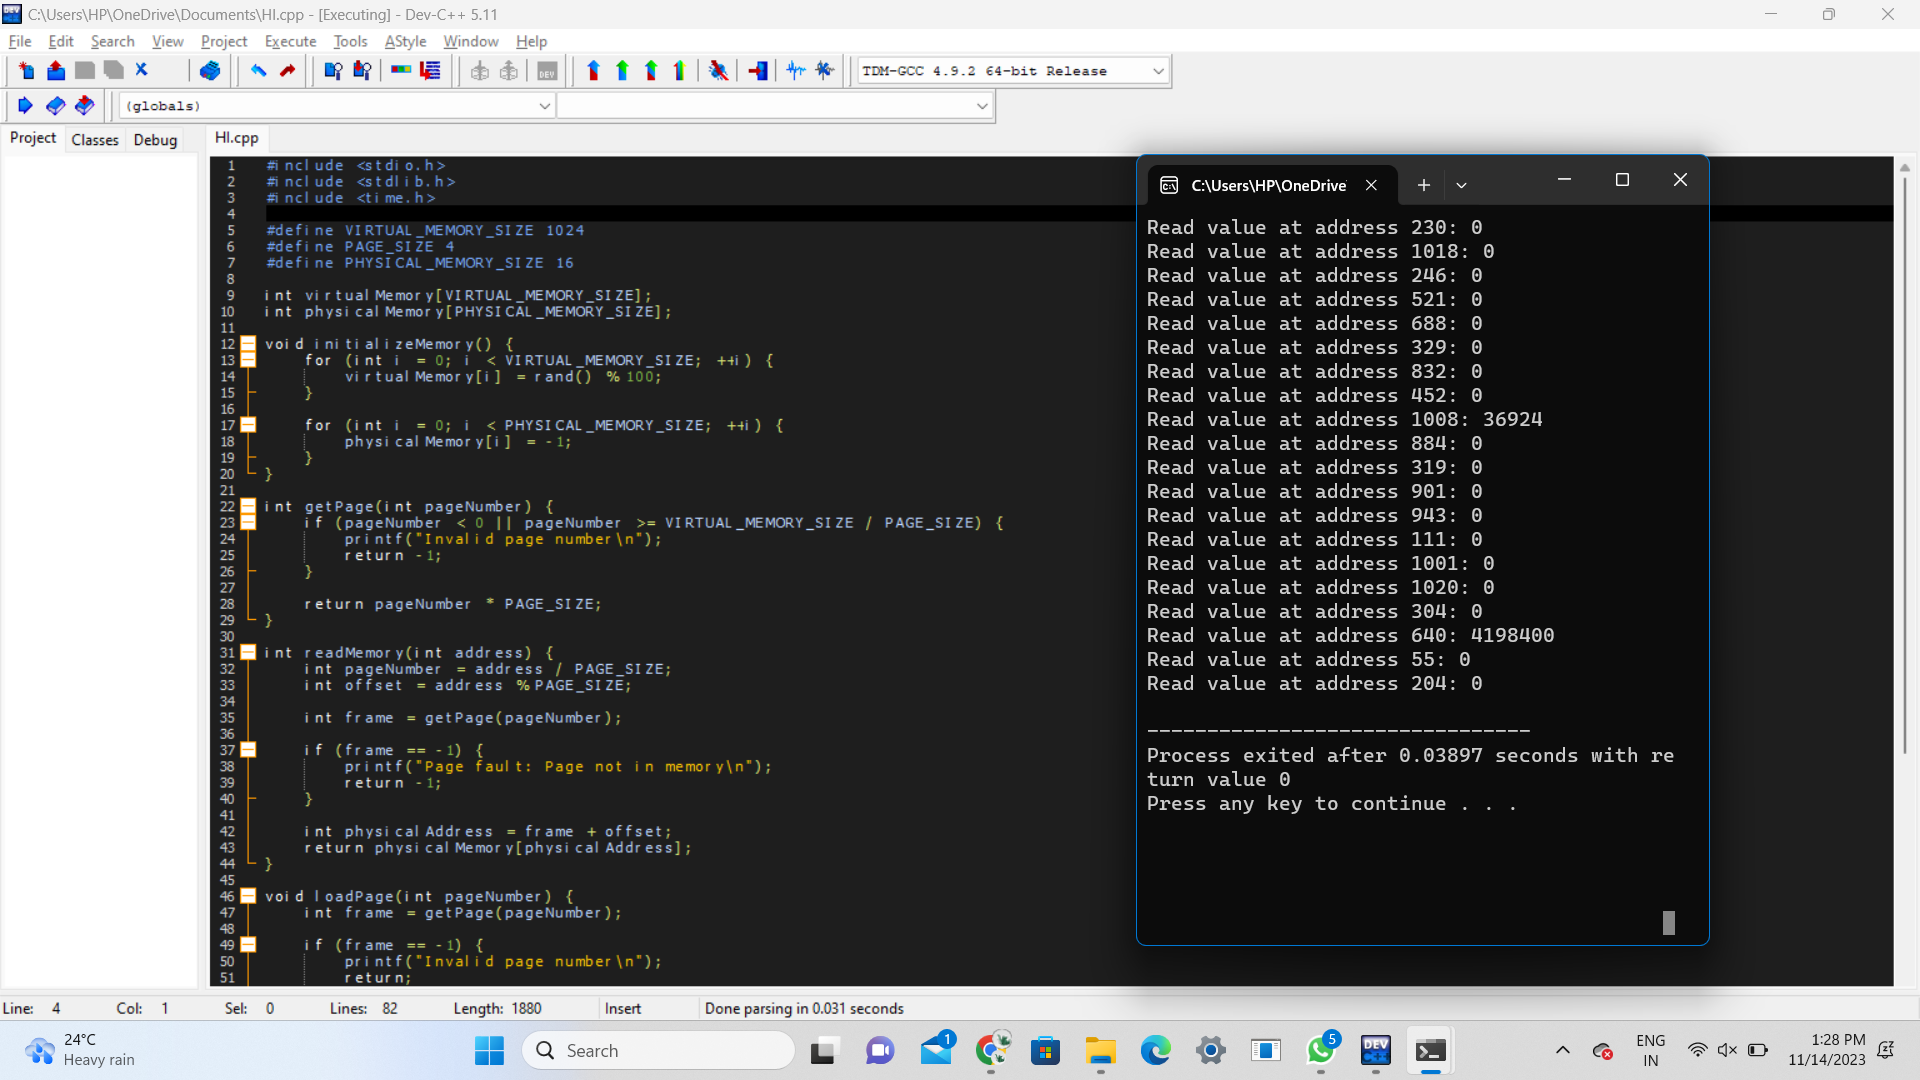 C:\Users\HP\OneDrive\Documents\HI.cpp - [Executing] - Dev-C++ 5.11
File Edit Search View Project Execute Tools AStyle Window Help
TDM-GCC 4.9.2 64-bit Release
(globals)
Project Classes Debug
HI.cpp
1 #include <stdio.h>
2 #include <stdlib.h>
3 #include <time.h>
4
5 #define VIRTUAL_MEMORY_SIZE 1024
6 #define PAGE_SIZE 4
7 #define PHYSICAL_MEMORY_SIZE 16
8
9 int virtualMemory[VIRTUAL_MEMORY_SIZE];
10 int physicalMemory[PHYSICAL_MEMORY_SIZE];
11
12 void initializeMemory() {
13 for (int i = 0; i < VIRTUAL_MEMORY_SIZE; ++i) {
14 virtualMemory[i] = rand() % 100;
15 }
16
17 for (int i = 0; i < PHYSICAL_MEMORY_SIZE; ++i) {
18 physicalMemory[i] = -1;
19 }
20 }
21
22 int getPage(int pageNumber) {
23 if (pageNumber < 0 || pageNumber >= VIRTUAL_MEMORY_SIZE / PAGE_SIZE) {
24 printf("Invalid page number\n");
25 return -1;
26 }
27
28 return pageNumber * PAGE_SIZE;
29 }
30
31 int readMemory(int address) {
32 int pageNumber = address / PAGE_SIZE;
33 int offset = address % PAGE_SIZE;
34
35 int frame = getPage(pageNumber);
36
37 if (frame == -1) {
38 printf("Page fault: Page not in memory\n");
39 return -1;
40 }
41
42 int physicalAddress = frame + offset;
43 return physicalMemory[physicalAddress];
44 }
45
46 void loadPage(int pageNumber) {
47 int frame = getPage(pageNumber);
48
49 if (frame == -1) {
50 printf("Invalid page number\n");
51 return;
C:\Users\HP\OneDrive
Read value at address 230: 0
Read value at address 1018: 0
Read value at address 246: 0
Read value at address 521: 0
Read value at address 688: 0
Read value at address 329: 0
Read value at address 832: 0
Read value at address 452: 0
Read value at address 1008: 36924
Read value at address 884: 0
Read value at address 319: 0
Read value at address 901: 0
Read value at address 943: 0
Read value at address 111: 0
Read value at address 1001: 0
Read value at address 1020: 0
Read value at address 304: 0
Read value at address 640: 4198400
Read value at address 55: 0
Read value at address 204: 0
--------------------------------
Process exited after 0.03897 seconds with re
turn value 0
Press any key to continue . . .
Line: 4 Col: 1 Sel: 0 Lines: 82 Length: 1880 Insert Done parsing in 0.031 seconds
24°C
Heavy rain
Search
1
5
DEV
C++
ENG
IN
1:28 PM
11/14/2023